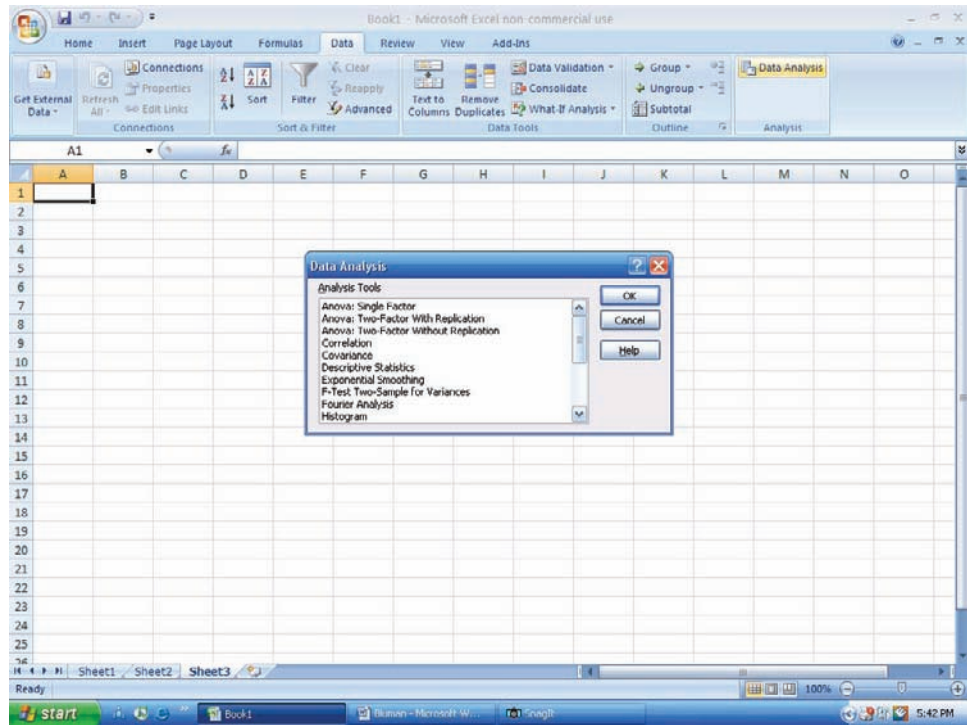 Book1 - Microsoft Excel non-commercial use
Home Insert Page Layout Formulas Data Review View Add-Ins
Get External Data
Refresh All
Connections
Properties
Edit Links
Connections
Sort
Filter
Clear
Reapply
Advanced
Sort & Filter
Text to Columns
Remove Duplicates
Data Validation
Consolidate
What-If Analysis
Data Tools
Group
Ungroup
Subtotal
Outline
Data Analysis
Analysis
A1 fx
A B C D E F G H I J K L M N O
1
2
3
4
5
6
7
8
9
10
11
12
13
14
15
16
17
18
19
20
21
22
23
24
25
26
Data Analysis
Analysis Tools
Anova: Single Factor
Anova: Two-Factor With Replication
Anova: Two-Factor Without Replication
Correlation
Covariance
Descriptive Statistics
Exponential Smoothing
F-Test Two-Sample for Variances
Fourier Analysis
Histogram
OK
Cancel
Help
Sheet1 Sheet2 Sheet3
Ready 100%
start Book1 Bluman - Microsoft W... SnagIt 5:42 PM